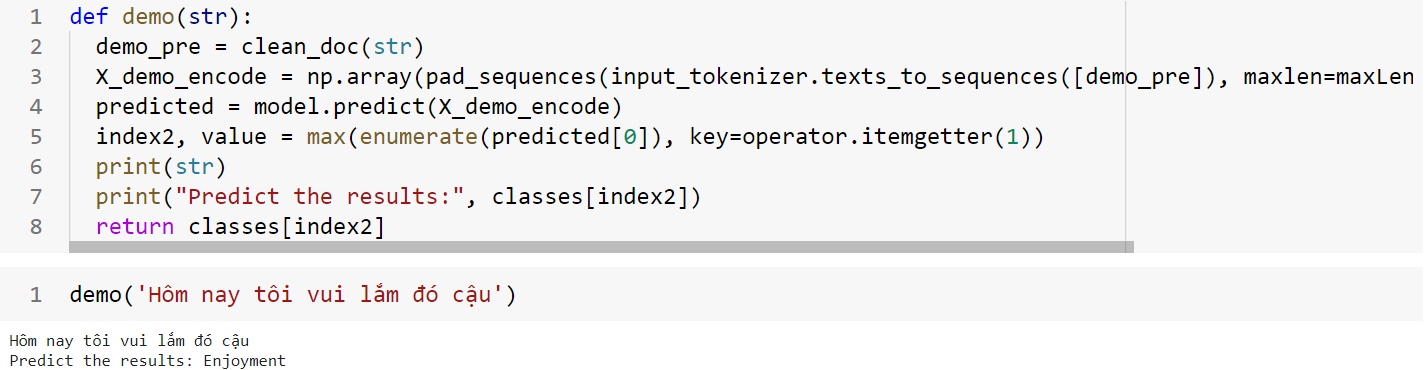 1 def demo(str):
2 demo_pre = clean_doc(str)
3 X_demo_encode = np.array(pad_sequences(input_tokenizer.texts_to_sequences([demo_pre]), maxlen=maxLen
4 predicted = model.predict(X_demo_encode)
5 index2, value = max(enumerate(predicted[0]), key=operator.itemgetter(1))
6 print(str)
7 print("Predict the results:", classes[index2])
8 return classes[index2]
1 demo('Hôm nay tôi vui lắm đó cậu')
Hôm nay tôi vui lắm đó cậu
Predict the results: Enjoyment